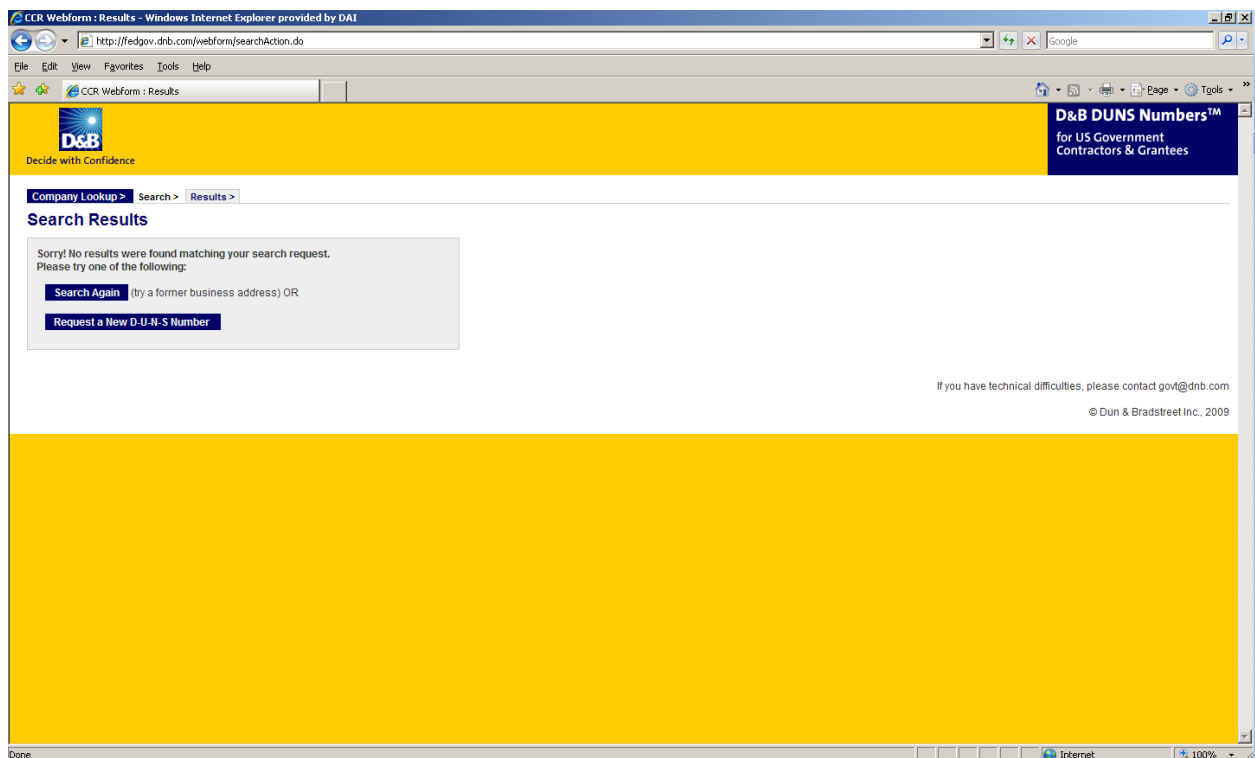 CCR Webform : Results - Windows Internet Explorer provided by DAI
http://fedgov.dnb.com/webform/searchAction.do
Google
File Edit View Favorites Tools Help
CCR Webform : Results
Page Tools »
D&B
Decide with Confidence
D&B DUNS Numbers™
for US Government
Contractors & Grantees
Company Lookup > Search > Results >
Search Results
Sorry! No results were found matching your search request.
Please try one of the following:
Search Again (try a former business address) OR
Request a New D-U-N-S Number
If you have technical difficulties, please contact govt@dnb.com
© Dun & Bradstreet Inc., 2009
Done Internet 100%